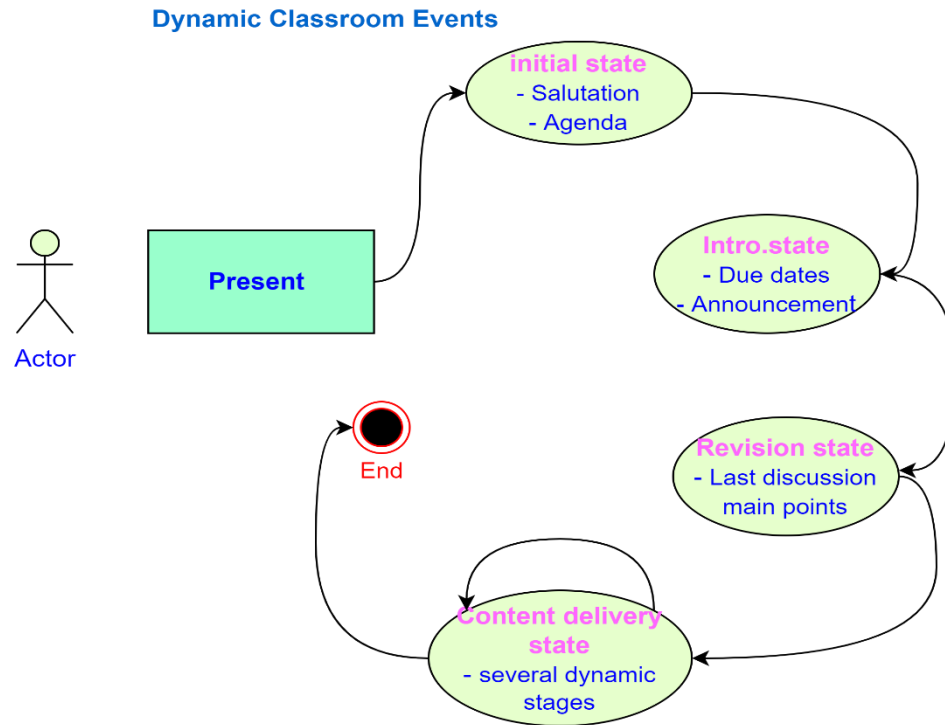 Dynamic Classroom Events
initial state
- Salutation
- Agenda
Intro.state
- Due dates
- Announcement
Present
Actor
Revision state
- Last discussion
main points
End
Content delivery
state
- several dynamic
stages